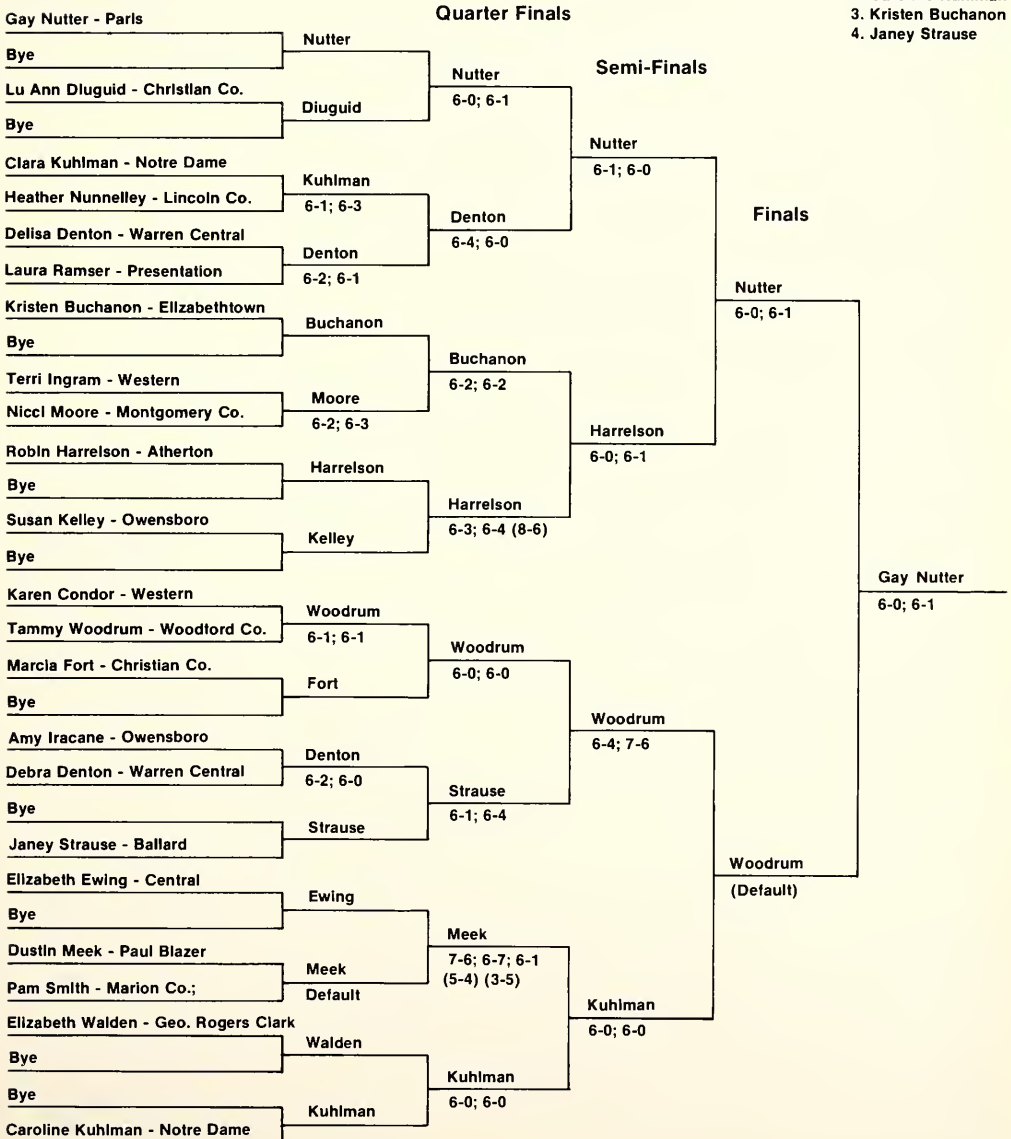 Quarter Finals
3. Kristen Buchanon
4. Janey Strause
Semi-Finals
Finals
Gay Nutter - Paris
Bye
Lu Ann Diuguid - Christian Co.
Bye
Clara Kuhlman - Notre Dame
Heather Nunnelley - Lincoln Co.
Delisa Denton - Warren Central
Laura Ramser - Presentation
Kristen Buchanon - Elizabethtown
Bye
Terri Ingram - Western
Nicci Moore - Montgomery Co.
Robin Harrelson - Atherton
Bye
Susan Kelley - Owensboro
Bye
Karen Condor - Western
Tammy Woodrum - Woodford Co.
Marcia Fort - Christian Co.
Bye
Amy Iracane - Owensboro
Debra Denton - Warren Central
Bye
Janey Strause - Ballard
Elizabeth Ewing - Central
Bye
Dustin Meek - Paul Blazer
Pam Smith - Marion Co.;
Elizabeth Walden - Geo. Rogers Clark
Bye
Bye
Caroline Kuhlman - Notre Dame
Nutter
Diuguid
Kuhlman
6-1; 6-3
Denton
6-2; 6-1
Buchanon
Moore
6-2; 6-3
Harrelson
Kelley
Woodrum
6-1; 6-1
Fort
Denton
6-2; 6-0
Strause
Ewing
Meek
Default
Walden
Kuhlman
Nutter
6-0; 6-1
Denton
6-4; 6-0
Buchanon
6-2; 6-2
Harrelson
6-3; 6-4 (8-6)
Woodrum
6-0; 6-0
Strause
6-1; 6-4
Meek
7-6; 6-7; 6-1
(5-4) (3-5)
Kuhlman
6-0; 6-0
Nutter
6-1; 6-0
Harrelson
6-0; 6-1
Woodrum
6-4; 7-6
Kuhlman
6-0; 6-0
Nutter
6-0; 6-1
Woodrum
(Default)
Gay Nutter
6-0; 6-1